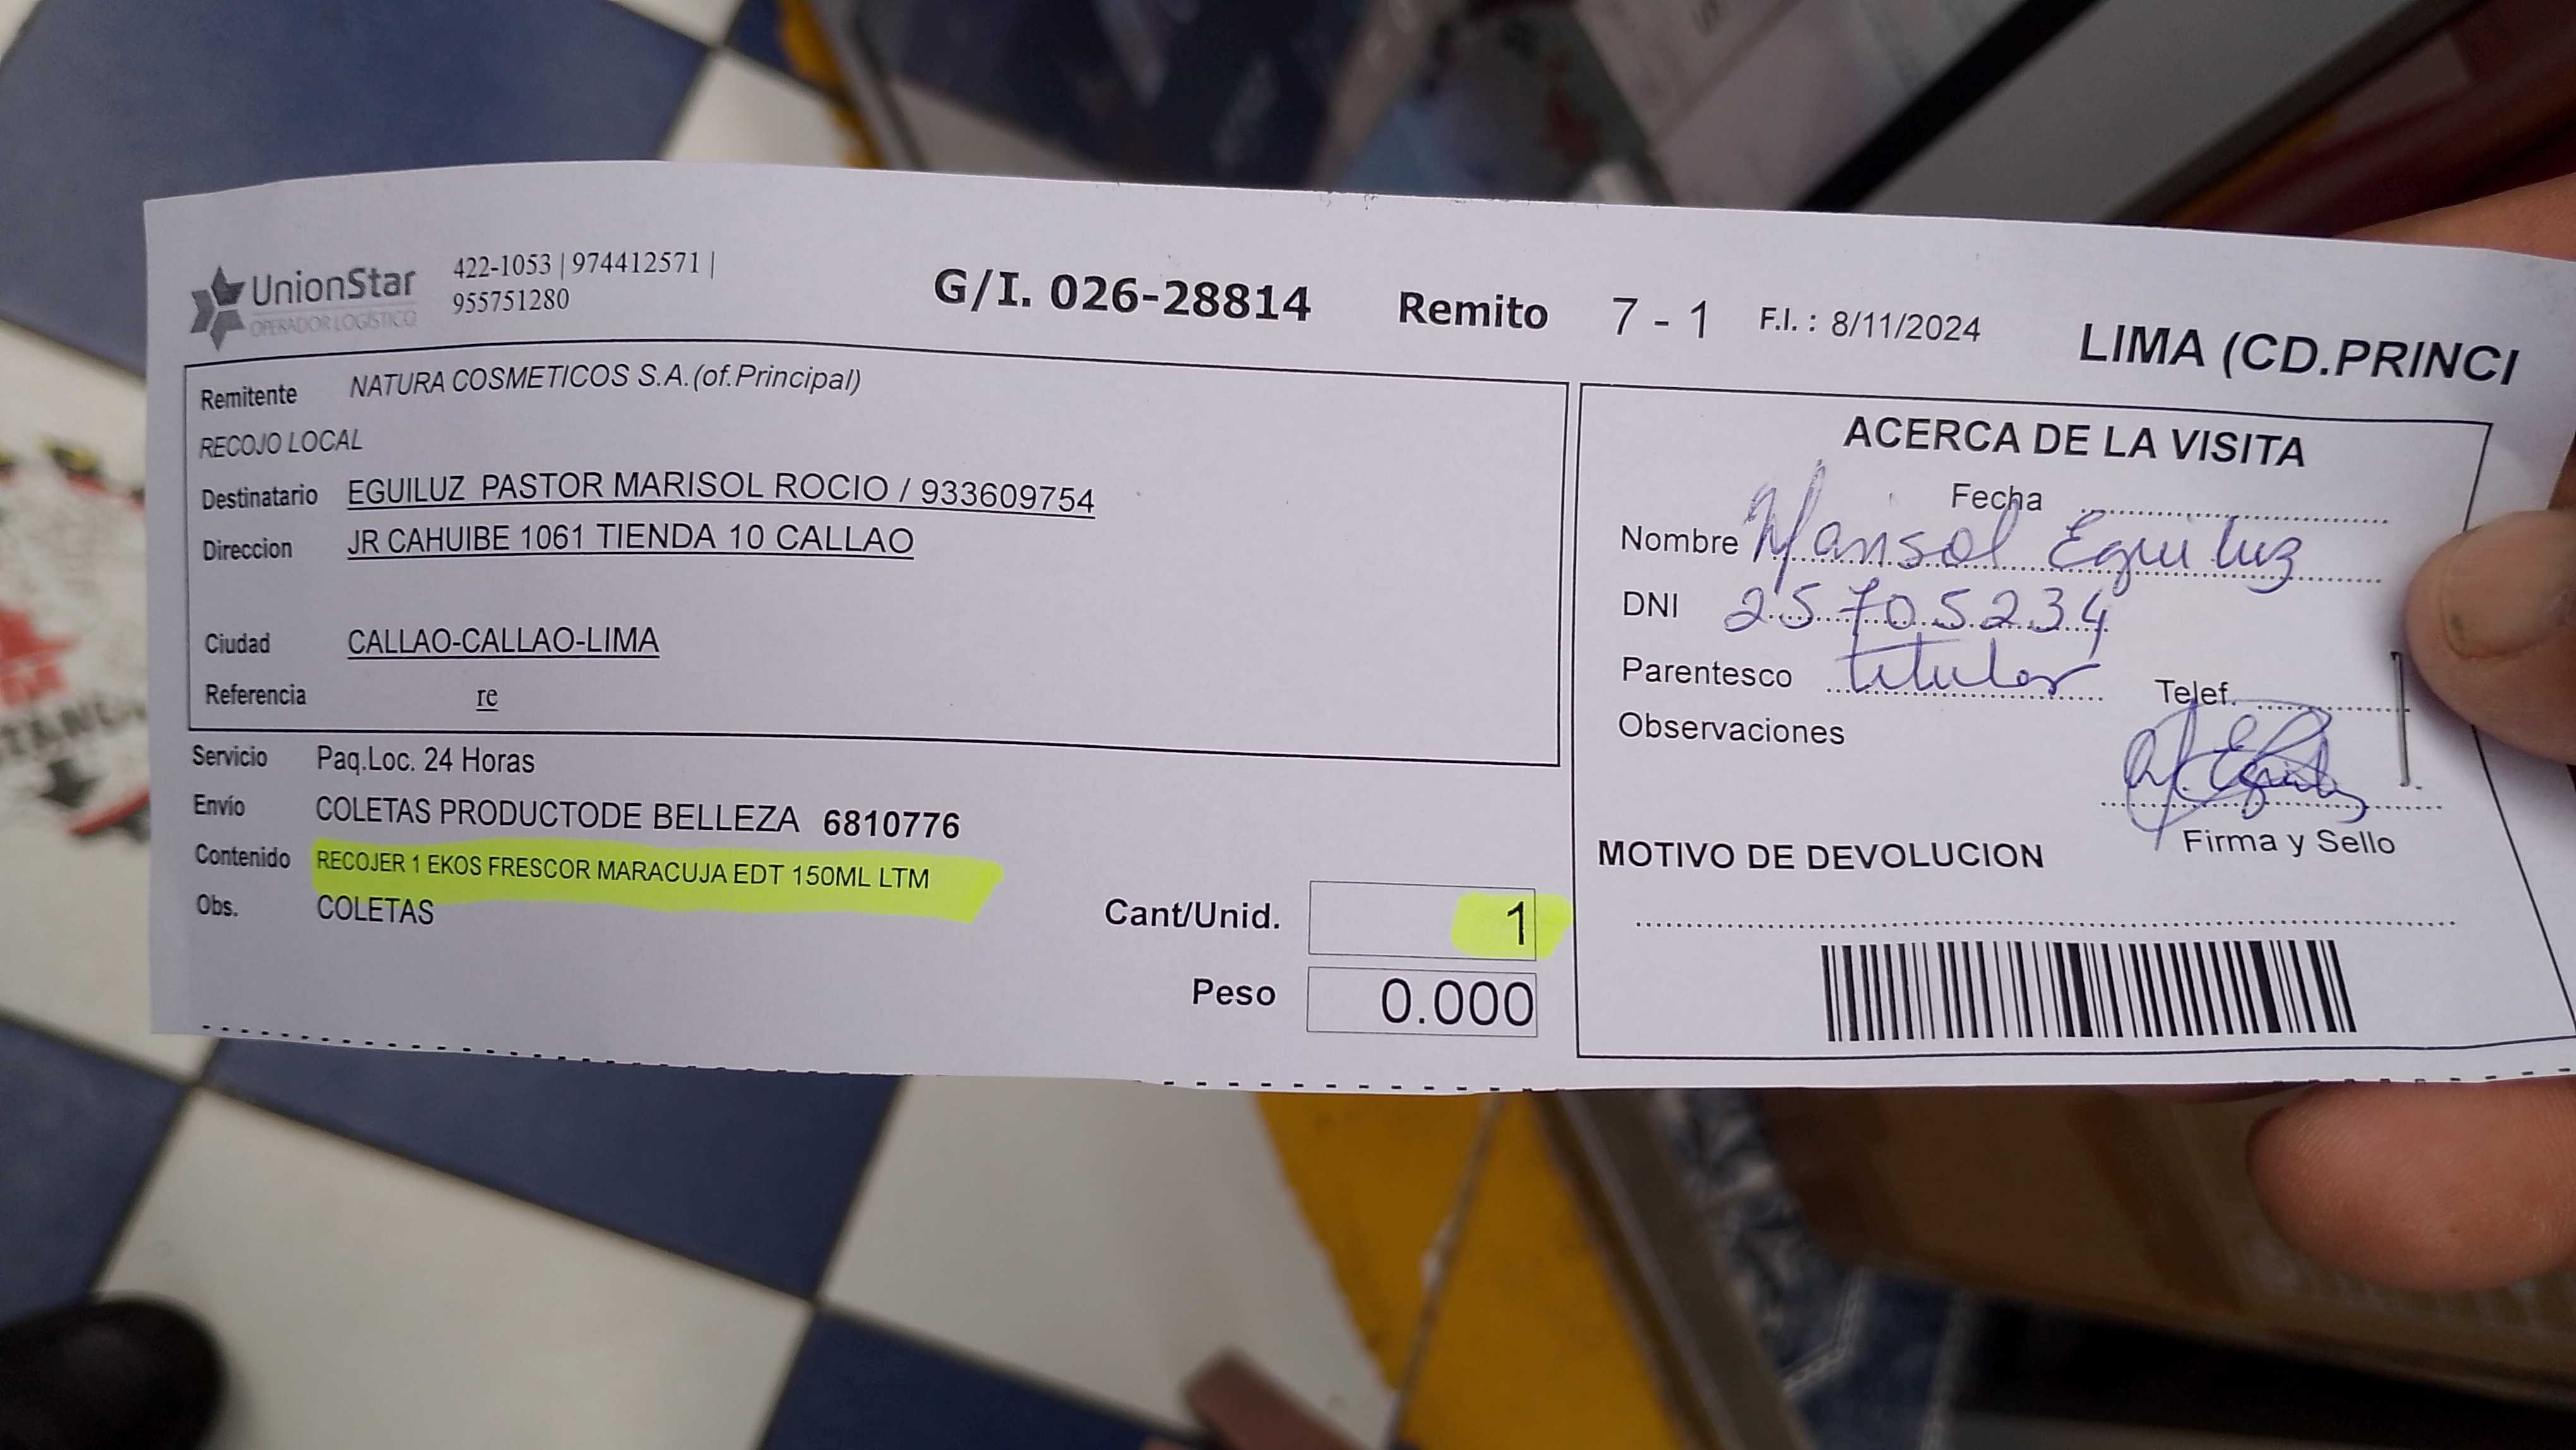 UnionStar
OPERADOR LOGÍSTICO
422-1053 | 974412571 |
955751280
G/I. 026-28814
Remito 7 - 1
F.I. : 8/11/2024
LIMA (CD.PRINCI
Remitente NATURA COSMETICOS S.A.(of.Principal)
RECOJO LOCAL
Destinatario EGUILUZ PASTOR MARISOL ROCIO / 933609754
Direccion JR CAHUIBE 1061 TIENDA 10 CALLAO
Ciudad CALLAO-CALLAO-LIMA
Referencia re
Servicio Paq.Loc. 24 Horas
Envío COLETAS PRODUCTODE BELLEZA 6810776
Contenido RECOJER 1 EKOS FRESCOR MARACUJA EDT 150ML LTM
Obs. COLETAS
Cant/Unid. 1
Peso 0.000
ACERCA DE LA VISITA
Fecha
Nombre Marisol Eguiluz
DNI 25705234
Parentesco titular
Telef.
Observaciones
Firma y Sello
MOTIVO DE DEVOLUCION